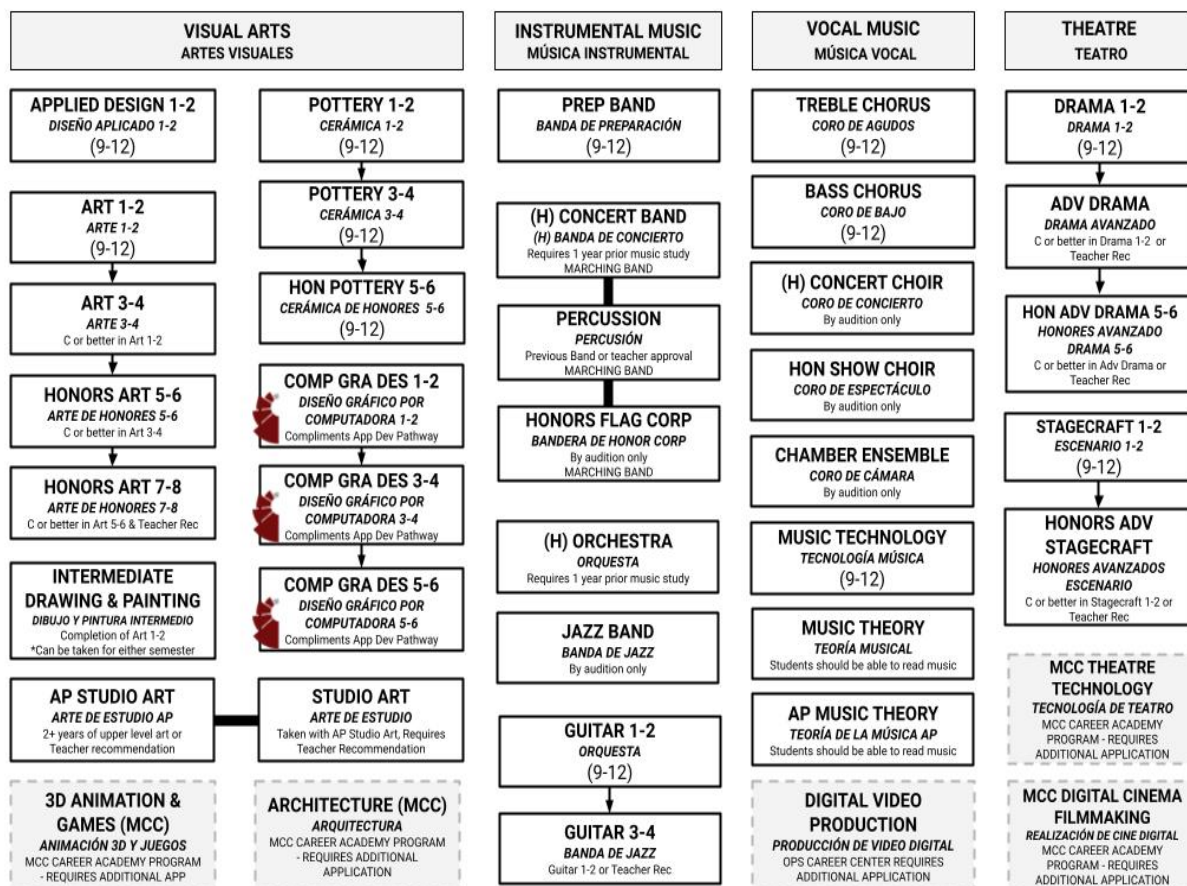 VISUAL ARTS
ARTES VISUALES
APPLIED DESIGN 1-2
DISEÑO APLICADO 1-2
(9-12)
ART 1-2
ARTE 1-2
(9-12)
ART 3-4
ARTE 3-4
C or better in Art 1-2
HONORS ART 5-6
ARTE DE HONORES 5-6
C or better in Art 3-4
HONORS ART 7-8
ARTE DE HONORES 7-8
C or better in Art 5-6 & Teacher Rec
INTERMEDIATE
DRAWING & PAINTING
DIBUJO Y PINTURA INTERMEDIO
Completion of Art 1-2
*Can be taken for either semester
AP STUDIO ART
ARTE DE ESTUDIO AP
2+ years of upper level art or
Teacher recommendation
3D ANIMATION &
GAMES (MCC)
ANIMACIÓN 3D Y JUEGOS
MCC CAREER ACADEMY PROGRAM
- REQUIRES ADDITIONAL APP
POTTERY 1-2
CERÁMICA 1-2
(9-12)
POTTERY 3-4
CERÁMICA 3-4
(9-12)
HON POTTERY 5-6
CERÁMICA DE HONORES 5-6
(9-12)
COMP GRA DES 1-2
DISEÑO GRÁFICO POR
COMPUTADORA 1-2
Compliments App Dev Pathway
COMP GRA DES 3-4
DISEÑO GRÁFICO POR
COMPUTADORA 3-4
Compliments App Dev Pathway
COMP GRA DES 5-6
DISEÑO GRÁFICO POR
COMPUTADORA 5-6
Compliments App Dev Pathway
STUDIO ART
ARTE DE ESTUDIO
Taken with AP Studio Art, Requires
Teacher Recommendation
ARCHITECTURE (MCC)
ARQUITECTURA
MCC CAREER ACADEMY PROGRAM
- REQUIRES ADDITIONAL
APPLICATION
INSTRUMENTAL MUSIC
MÚSICA INSTRUMENTAL
PREP BAND
BANDA DE PREPARACIÓN
(9-12)
(H) CONCERT BAND
(H) BANDA DE CONCIERTO
Requires 1 year prior music study
MARCHING BAND
PERCUSSION
PERCUSIÓN
Previous Band or teacher approval
MARCHING BAND
HONORS FLAG CORP
BANDERA DE HONOR CORP
By audition only
MARCHING BAND
(H) ORCHESTRA
ORQUESTA
Requires 1 year prior music study
JAZZ BAND
BANDA DE JAZZ
By audition only
GUITAR 1-2
ORQUESTA
(9-12)
GUITAR 3-4
BANDA DE JAZZ
Guitar 1-2 or Teacher Rec
VOCAL MUSIC
MÚSICA VOCAL
TREBLE CHORUS
CORO DE AGUDOS
(9-12)
BASS CHORUS
CORO DE BAJO
(9-12)
(H) CONCERT CHOIR
CORO DE CONCIERTO
By audition only
HON SHOW CHOIR
CORO DE ESPECTÁCULO
By audition only
CHAMBER ENSEMBLE
CORO DE CÁMARA
By audition only
MUSIC TECHNOLOGY
TECNOLOGÍA MÚSICA
(9-12)
MUSIC THEORY
TEORÍA MUSICAL
Students should be able to read music
AP MUSIC THEORY
TEORÍA DE LA MÚSICA AP
Students should be able to read music
DIGITAL VIDEO
PRODUCTION
PRODUCCIÓN DE VIDEO DIGITAL
OPS CAREER CENTER REQUIRES
ADDITIONAL APPLICATION
THEATRE
TEATRO
DRAMA 1-2
DRAMA 1-2
(9-12)
ADV DRAMA
DRAMA AVANZADO
C or better in Drama 1-2 or
Teacher Rec
HON ADV DRAMA 5-6
HONORES AVANZADO
DRAMA 5-6
C or better in Adv Drama or
Teacher Rec
STAGECRAFT 1-2
ESCENARIO 1-2
(9-12)
HONORS ADV
STAGECRAFT
HONORES AVANZADOS
ESCENARIO
C or better in Stagecraft 1-2 or
Teacher Rec
MCC THEATRE
TECHNOLOGY
TECNOLOGÍA DE TEATRO
MCC CAREER ACADEMY
PROGRAM - REQUIRES
ADDITIONAL APPLICATION
MCC DIGITAL CINEMA
FILMMAKING
REALIZACIÓN DE CINE DIGITAL
MCC CAREER ACADEMY
PROGRAM - REQUIRES
ADDITIONAL APPLICATION